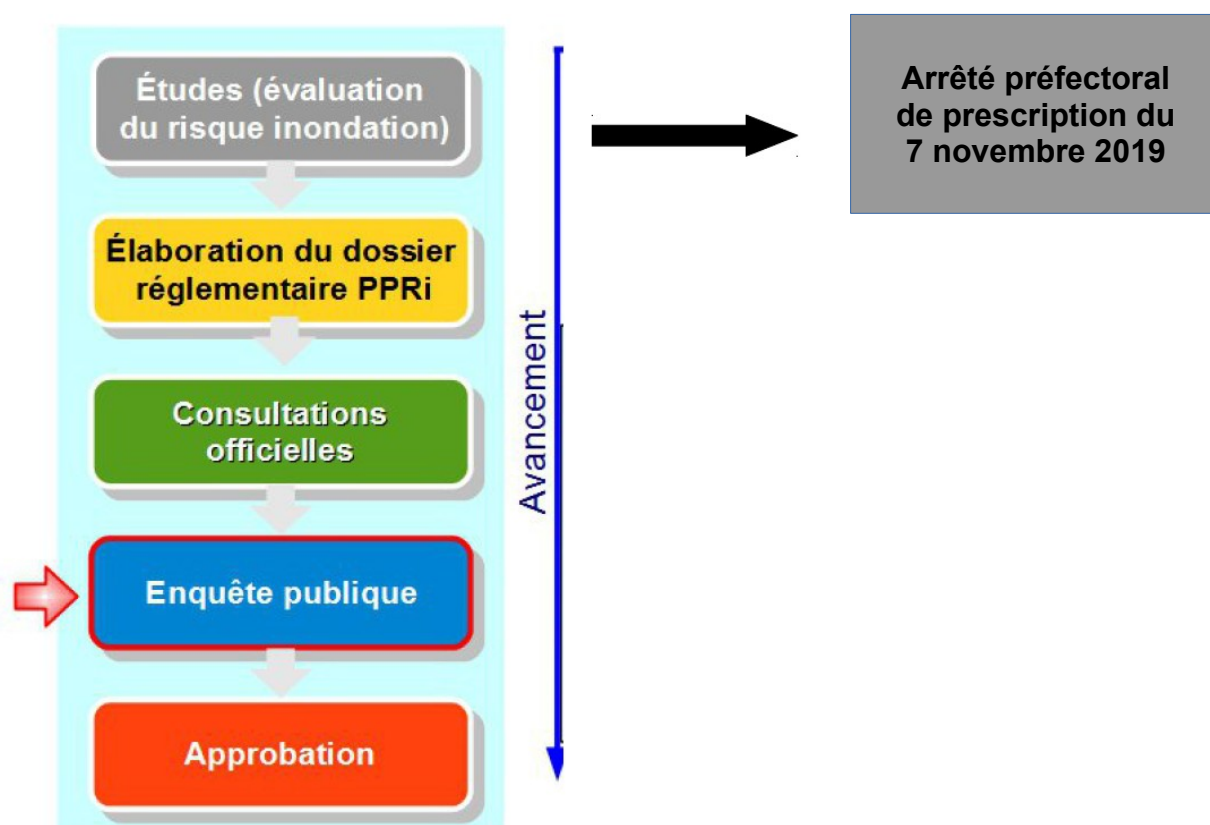 Études (évaluation
du risque inondation)
Arrêté préfectoral
de prescription du
7 novembre 2019
Élaboration du dossier
réglementaire PPRi
Consultations
officielles
Enquête publique
Approbation
Avancement